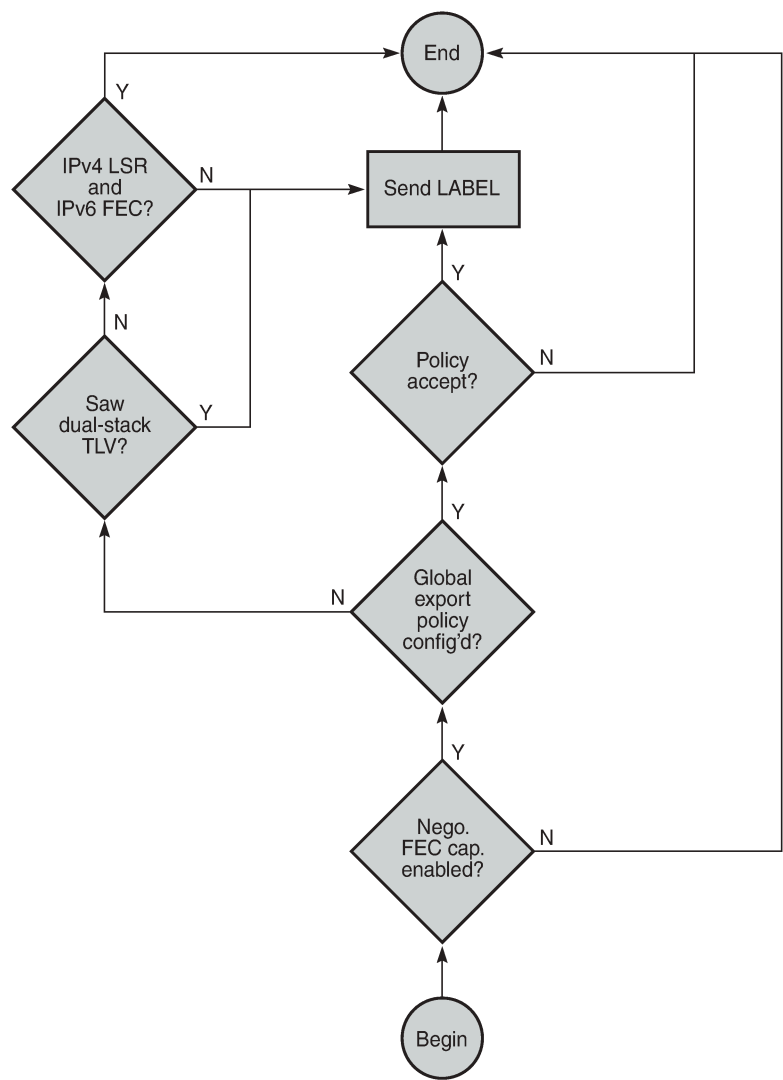 End
Y
IPv4 LSR
and
IPv6 FEC?
N
Send LABEL
Y
N
Policy
accept?
N
Saw
dual-stack
TLV?
Y
Y
Global
export
policy
config'd?
N
Y
Nego.
FEC cap.
enabled?
N
Begin